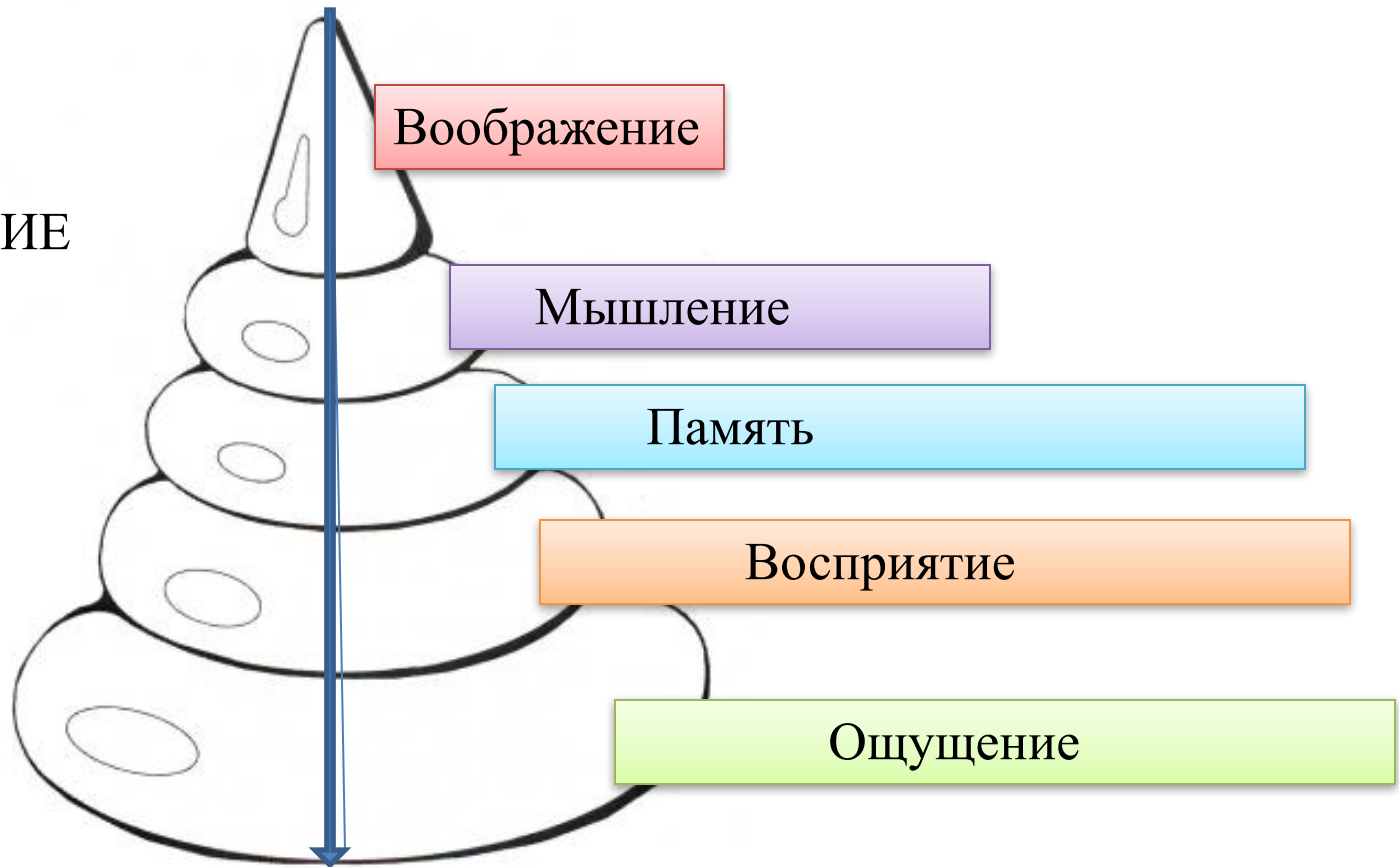 Воображение
ИЕ
Мышление
Память
Восприятие
Ощущение